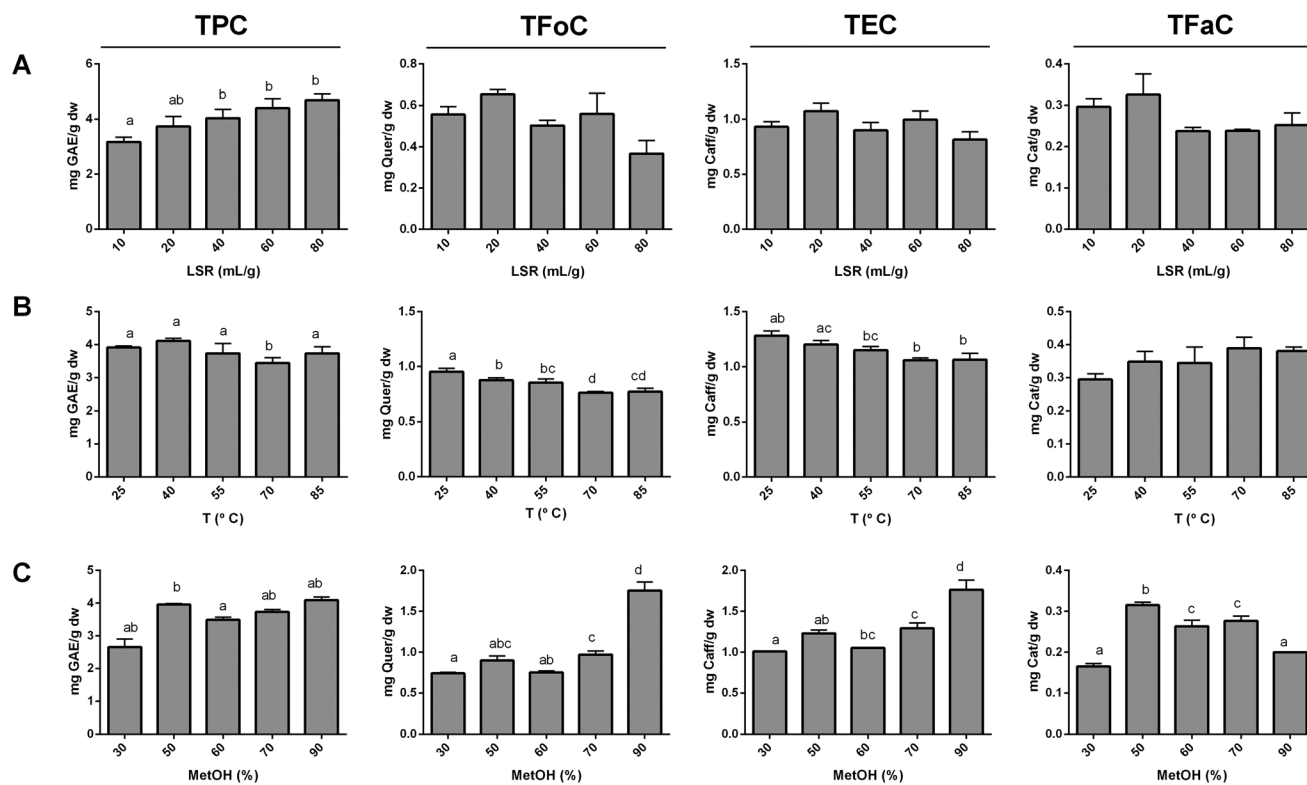 TPC TFoC TEC TFaC
A
mg GAE/g dw
6
4
2
0
a ab b b b
10 20 40 60 80
LSR (mL/g)
mg Quer/g dw
0.8
0.6
0.4
0.2
0.0
10 20 40 60 80
LSR (mL/g)
mg Caff/g dw
1.5
1.0
0.5
0.0
10 20 40 60 80
LSR (mL/g)
mg Cat/g dw
0.4
0.3
0.2
0.1
0.0
10 20 40 60 80
LSR (mL/g)
B
mg GAE/g dw
5
4
3
2
1
0
a a a b a
25 40 55 70 85
T (º C)
mg Quer/g dw
1.5
1.0
0.5
0.0
a b bc d cd
25 40 55 70 85
T (º C)
mg Caff/g dw
1.5
1.0
0.5
0.0
ab ac bc b b
25 40 55 70 85
T (º C)
mg Cat/g dw
0.5
0.4
0.3
0.2
0.1
0.0
25 40 55 70 85
T (º C)
C
mg GAE/g dw
5
4
3
2
1
0
ab b a ab ab
30 50 60 70 90
MetOH (%)
mg Quer/g dw
2.0
1.5
1.0
0.5
0.0
a abc ab c d
30 50 60 70 90
MetOH (%)
mg Caff/g dw
2.0
1.5
1.0
0.5
0.0
a ab bc c d
30 50 60 70 90
MetOH (%)
mg Cat/g dw
0.4
0.3
0.2
0.1
0.0
a b c c a
30 50 60 70 90
MetOH (%)